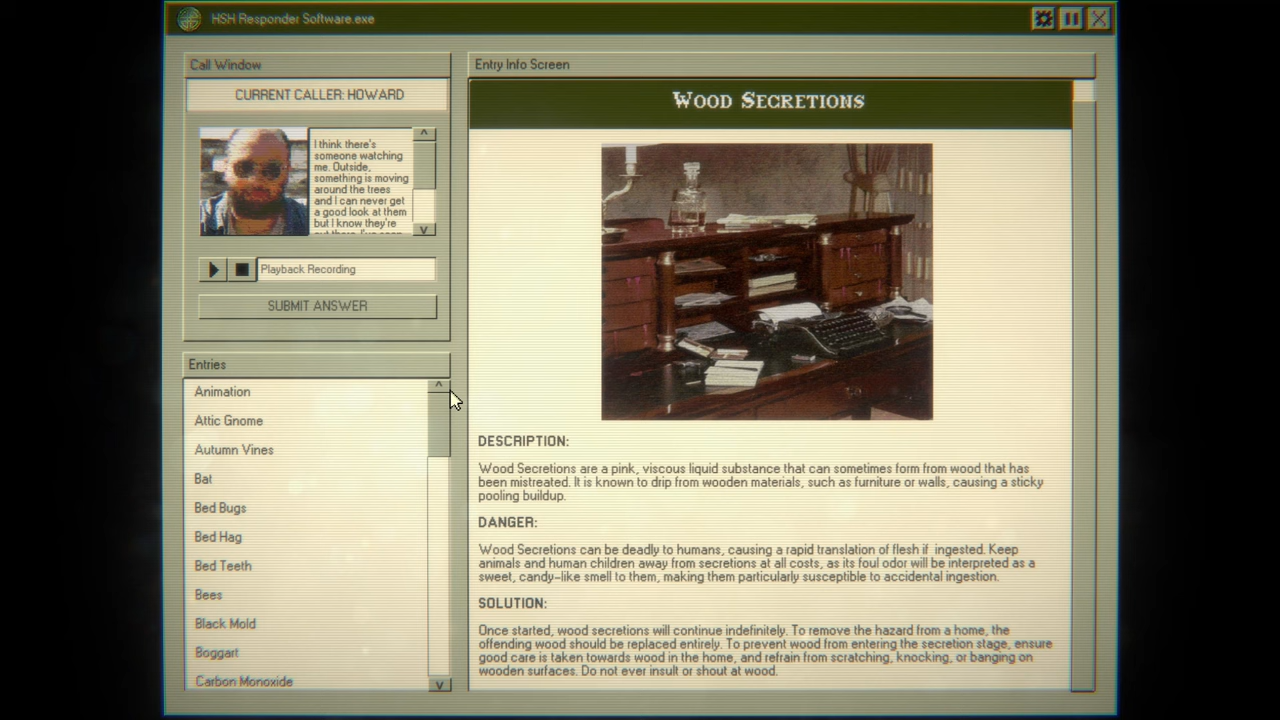 HSH Responder Software.exe
Call Window
CURRENT CALLER: HOWARD
I think there's
someone watching
me. Outside,
something is moving
around the trees
and I can never get
a good look at them
but I know they're
Playback Recording
SUBMIT ANSWER
Entries
Animation
Attic Gnome
Autumn Vines
Bat
Bed Bugs
Bed Hag
Bed Teeth
Bees
Black Mold
Boggart
Carbon Monoxide
Entry Info Screen
Wood Secretions
DESCRIPTION:
Wood Secretions are a pink, viscous liquid substance that can sometimes form from wood that has
been mistreated. It is known to drip from wooden materials, such as furniture or walls, causing a sticky
pooling buildup.
DANGER:
Wood Secretions can be deadly to humans, causing a rapid translation of flesh if ingested. Keep
animals and human children away from secretions at all costs, as its foul odor will be interpreted as a
sweet, candy-like smell to them, making them particularly susceptible to accidental ingestion.
SOLUTION:
Once started, wood secretions will continue indefinitely. To remove the hazard from a home, the
offending wood should be replaced entirely. To prevent wood from entering the secretion stage, ensure
good care is taken towards wood in the home, and refrain from scratching, knocking, or banging on
wooden surfaces. Do not ever insult or shout at wood.